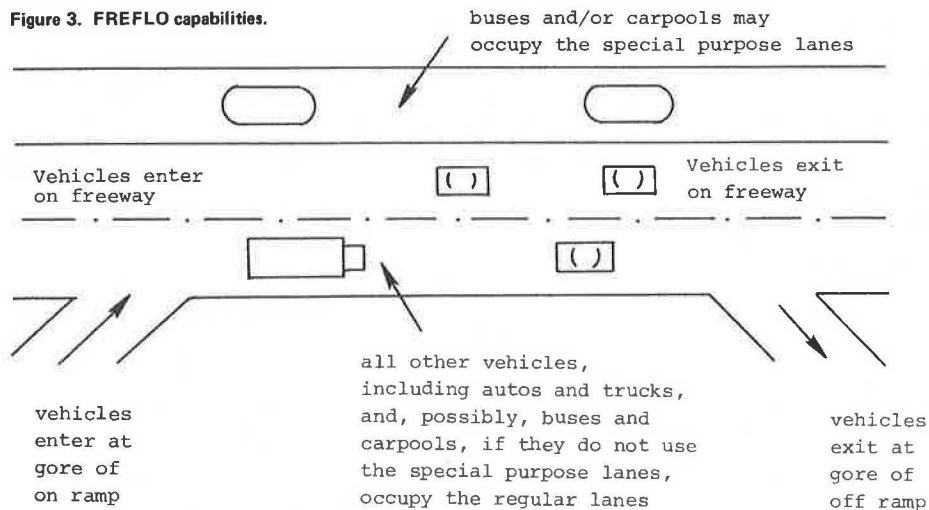 Figure 3. FREFLO capabilities.
buses and/or carpools may
occupy the special purpose lanes
Vehicles enter
on freeway
Vehicles exit
on freeway
all other vehicles,
including autos and trucks,
and, possibly, buses and
carpools, if they do not use
the special purpose lanes,
occupy the regular lanes
vehicles
enter at
gore of
on ramp
vehicles
exit at
gore of
off ramp